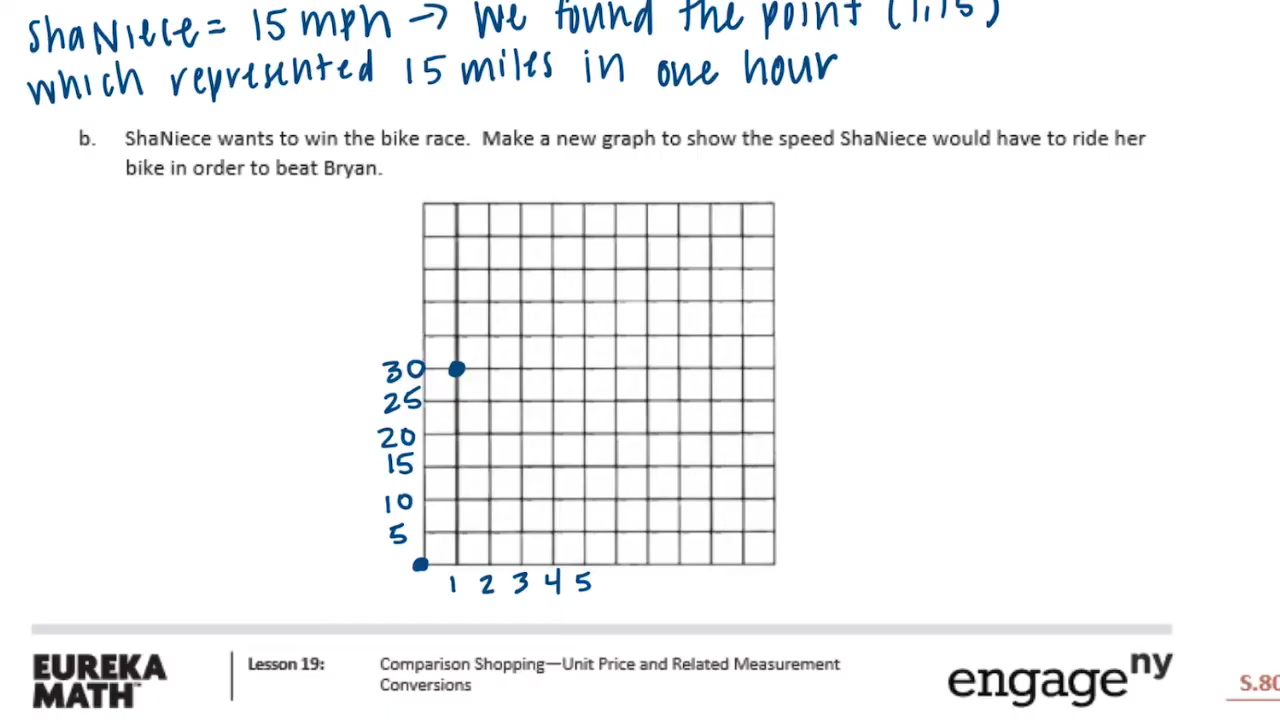 ShaNiece = 15 mph → We found the point (1,15)
which represented 15 miles in one hour
b. ShaNiece wants to win the bike race. Make a new graph to show the speed ShaNiece would have to ride her
bike in order to beat Bryan.
30
25
20
15
10
5
1 2 3 4 5
EUREKA
MATH™
Lesson 19: Comparison Shopping—Unit Price and Related Measurement
Conversions
engageny
S.80